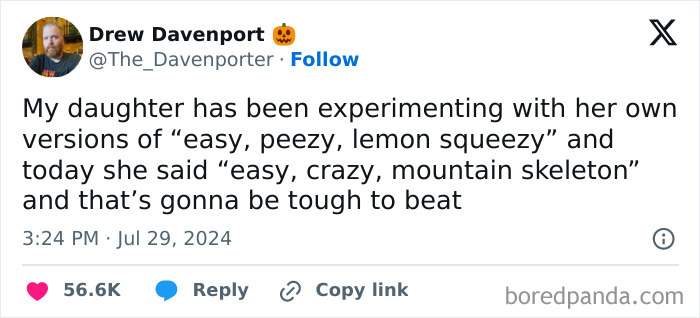 Drew Davenport 🎃
@The_Davenporter · Follow
My daughter has been experimenting with her own
versions of “easy, peezy, lemon squeezy” and
today she said “easy, crazy, mountain skeleton”
and that’s gonna be tough to beat
3:24 PM · Jul 29, 2024
56.6K Reply Copy link
boredpanda.com